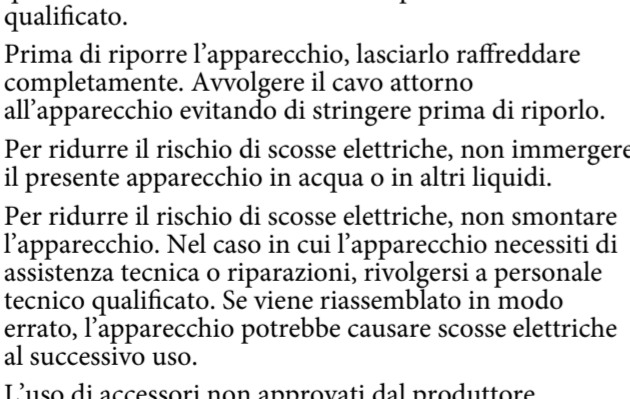 qualificato.
Prima di riporre l’apparecchio, lasciarlo raffreddare
completamente. Avvolgere il cavo attorno
all’apparecchio evitando di stringere prima di riporlo.
Per ridurre il rischio di scosse elettriche, non immergere
il presente apparecchio in acqua o in altri liquidi.
Per ridurre il rischio di scosse elettriche, non smontare
l’apparecchio. Nel caso in cui l’apparecchio necessiti di
assistenza tecnica o riparazioni, rivolgersi a personale
tecnico qualificato. Se viene riassemblato in modo
errato, l’apparecchio potrebbe causare scosse elettriche
al successivo uso.
L’uso di accessori non approvati dal produttore